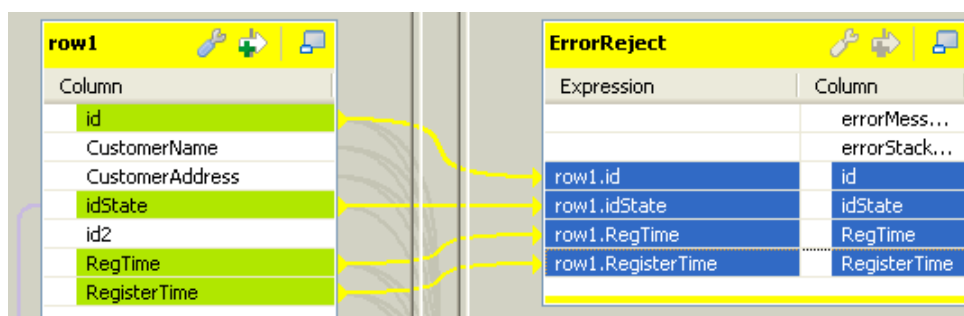 row1
Column
id
CustomerName
CustomerAddress
idState
id2
RegTime
RegisterTime
ErrorReject
Expression Column
errorMess...
errorStack...
row1.id id
row1.idState idState
row1.RegTime RegTime
row1.RegisterTime RegisterTime